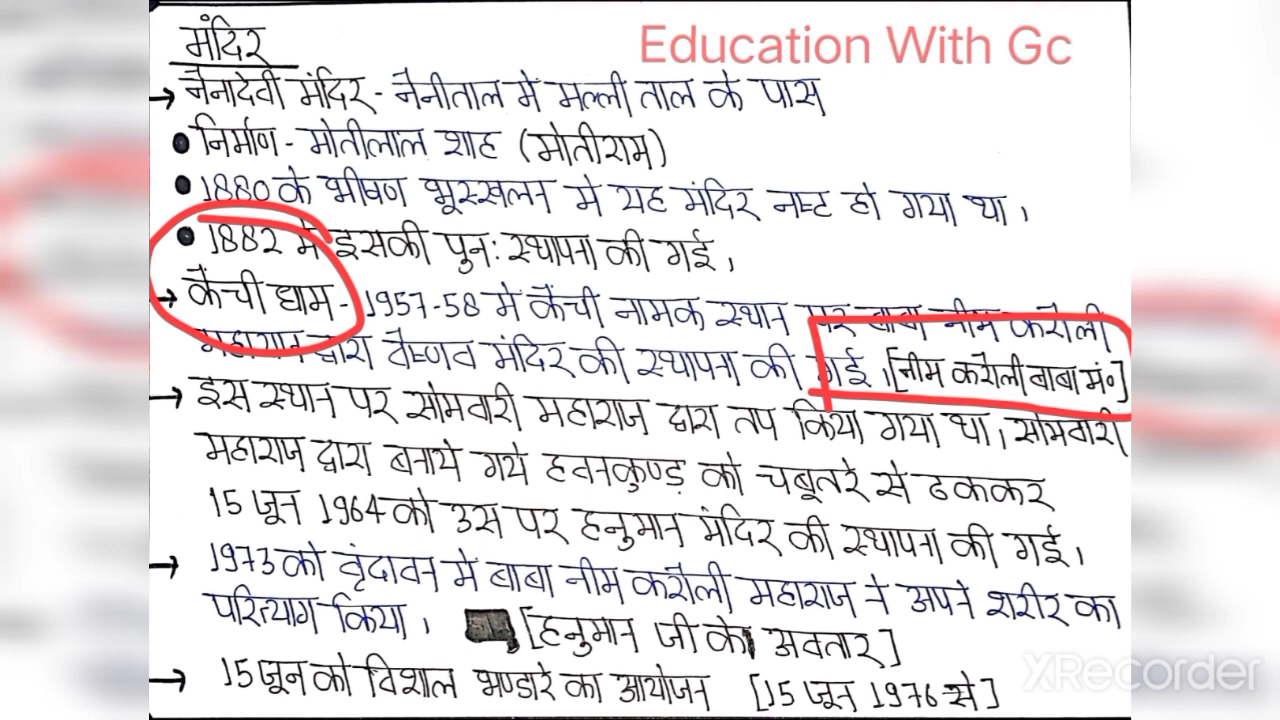 मंदिर
Education With Gc
→ नैनादेवी मंदिर - नैनीताल में मल्ली ताल के पास
• निर्माण - मोतीलाल शाह (मोतीराम)
• 1880 के भीषण भूस्खलन में यह मंदिर नष्ट हो गया था।
• 1882 में इसकी पुनः स्थापना की गई।
→ कैंची धाम - 1957-58 में कैंची नामक स्थान पर बाबा नीम करौली
महाराज द्वारा वैष्णव मंदिर की स्थापना की गई। [नीम करौली बाबा मं०]
→ इस स्थान पर सोमवारी महाराज द्वारा तप किया गया था, सोमवारी
महाराज द्वारा बनाये गये हवनकुण्ड़ को चबूतरे से ढककर
15 जून 1964 को उस पर हनुमान मंदिर की स्थापना की गई।
→ 1973 को वृंदावन में बाबा नीम करौली महाराज ने अपने शरीर का
परित्याग किया। [हनुमान जी के अवतार]
→ 15 जून को विशाल भण्डारे का आयोजन [15 जून 1976 से]
XRecorder